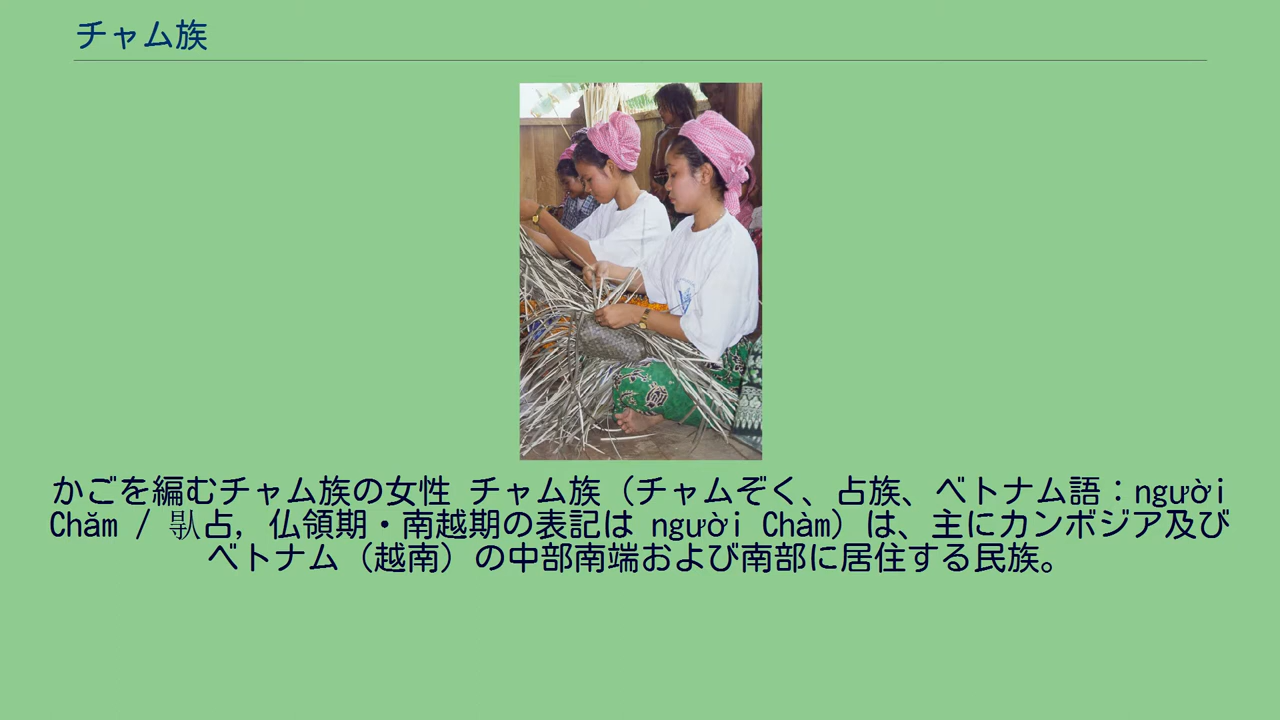 チャム族
かごを編むチャム族の女性 チャム族（チャムぞく、占族、ベトナム語：người
Chăm / 𠊛占, 仏領期・南越期の表記は người Chàm）は、主にカンボジア及び
ベトナム（越南）の中部南端および南部に居住する民族。